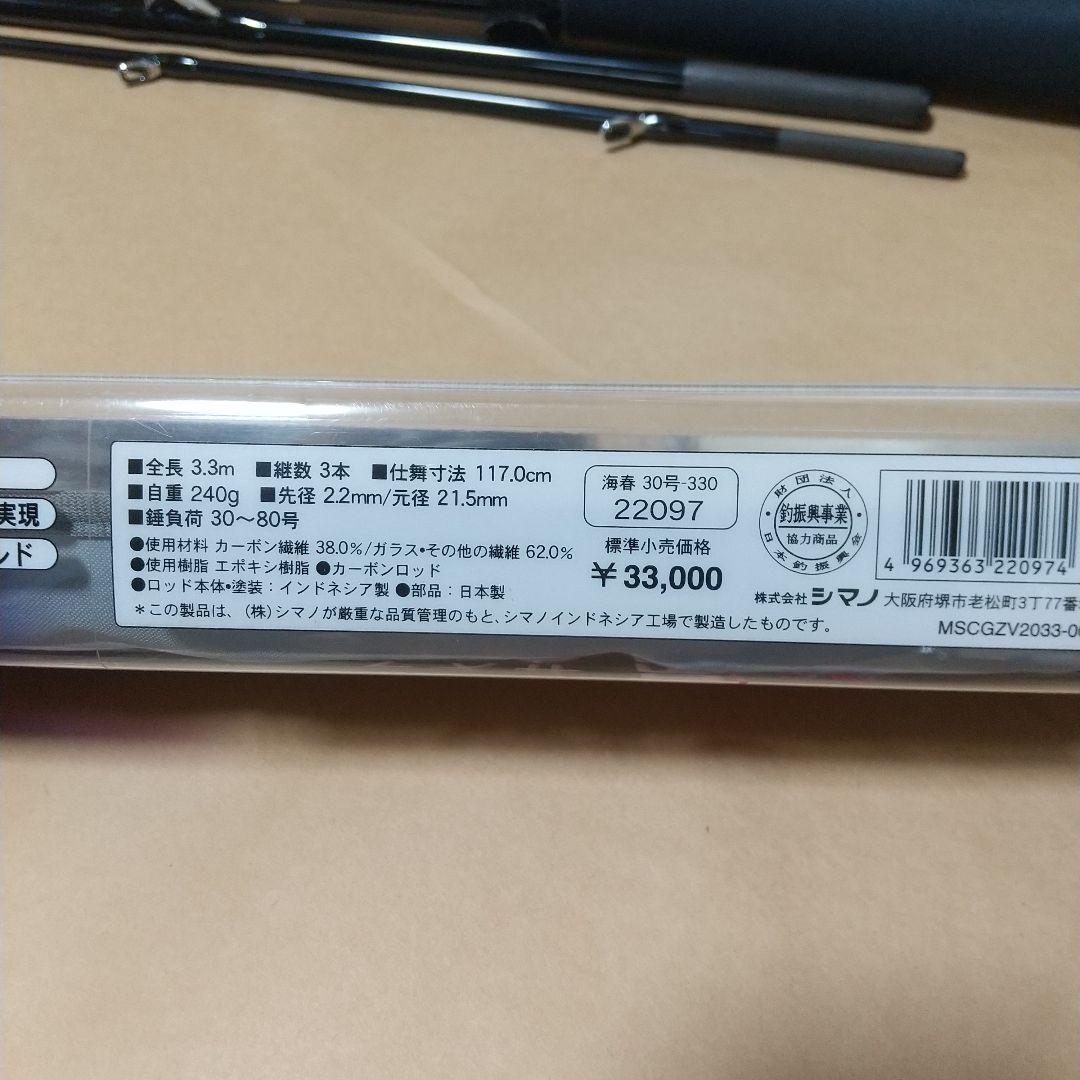 実現
ルド
■全長 3.3m ■継数 3本 ■仕舞寸法 117.0cm
■自重 240g ■先径 2.2mm/元径 21.5mm
■錘負荷 30〜80号
●使用材料 カーボン繊維 38.0%/ガラス・その他の繊維 62.0%
●使用樹脂 エポキシ樹脂 ●カーボンロッド
●ロッド本体・塗装：インドネシア製 ●部品：日本製
＊この製品は、(株)シマノが厳重な品質管理のもと、シマノインドネシア工場で製造したものです。
海春 30号-330
22097
標準小売価格
￥33,000
財団法人
釣振興事業
協力商品
日本釣振興会
4 969363 220974
株式会社 シマノ 大阪府堺市老松町3丁77番
MSCGZV2033-0